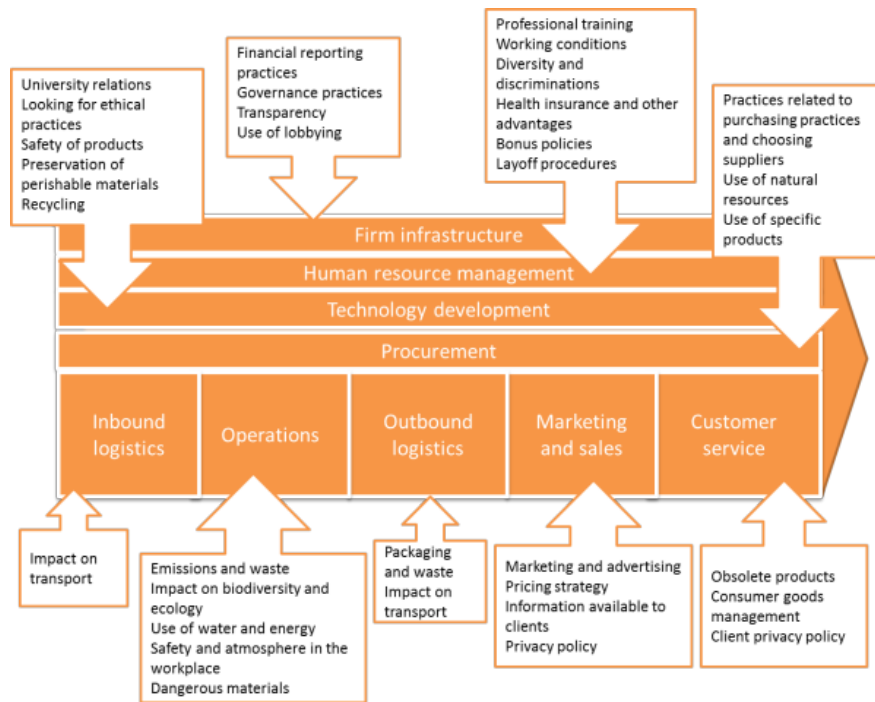 University relations
Looking for ethical
practices
Safety of products
Preservation of
perishable materials
Recycling
Financial reporting
practices
Governance practices
Transparency
Use of lobbying
Professional training
Working conditions
Diversity and
discriminations
Health insurance and other
advantages
Bonus policies
Layoff procedures
Practices related to
purchasing practices
and choosing
suppliers
Use of natural
resources
Use of specific
products
Firm infrastructure
Human resource management
Technology development
Procurement
Inbound
logistics
Operations
Outbound
logistics
Marketing
and sales
Customer
service
Impact on
transport
Emissions and waste
Impact on biodiversity and
ecology
Use of water and energy
Safety and atmosphere in the
workplace
Dangerous materials
Packaging
and waste
Impact on
transport
Marketing and advertising
Pricing strategy
Information available to
clients
Privacy policy
Obsolete products
Consumer goods
management
Client privacy policy